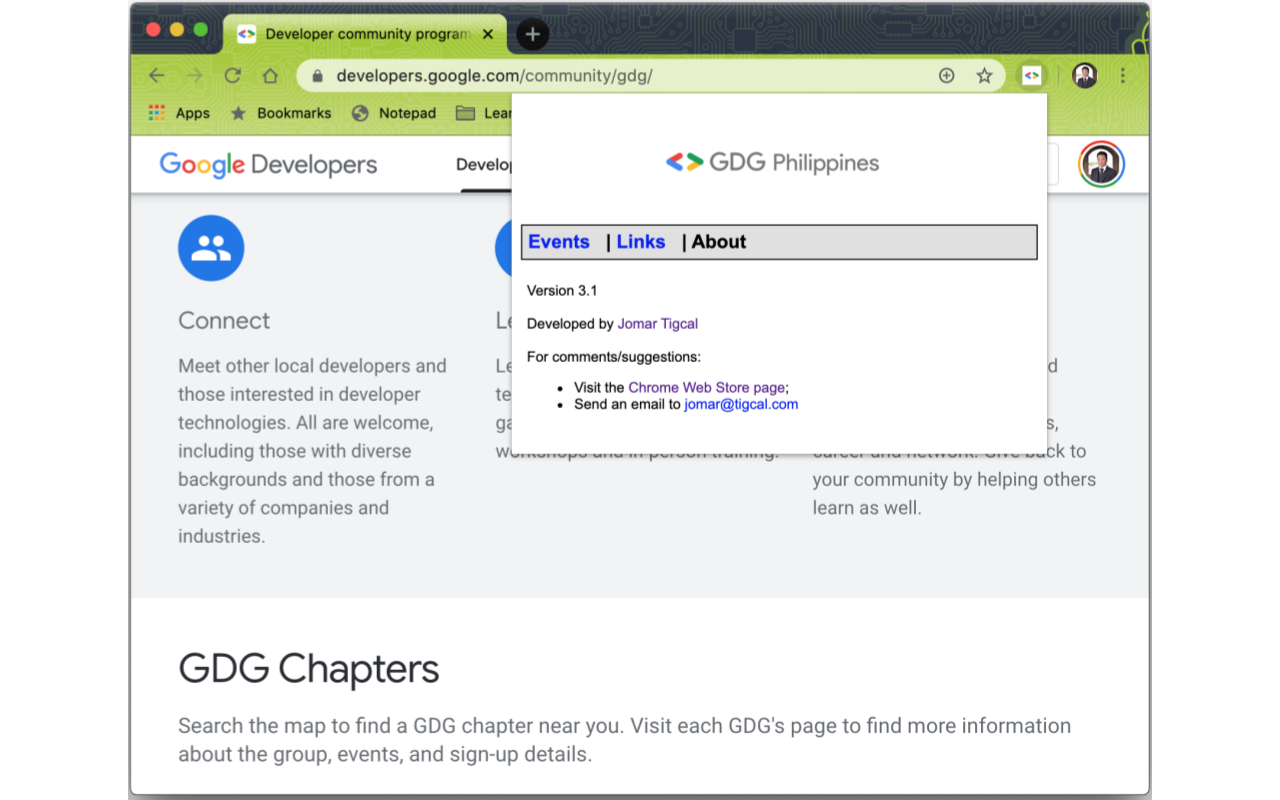 Developer community program
developers.google.com/community/gdg/
Apps Bookmarks Notepad
Google Developers
GDG Philippines
Events | Links | About
Version 3.1
Developed by Jomar Tigcal
For comments/suggestions:
• Visit the Chrome Web Store page;
• Send an email to jomar@tigcal.com
Connect
Meet other local developers and
those interested in developer
technologies. All are welcome,
including those with diverse
backgrounds and those from a
variety of companies and
industries.
workshops and in person training.
career and network. Give back to
your community by helping others
learn as well.
GDG Chapters
Search the map to find a GDG chapter near you. Visit each GDG's page to find more information
about the group, events, and sign-up details.